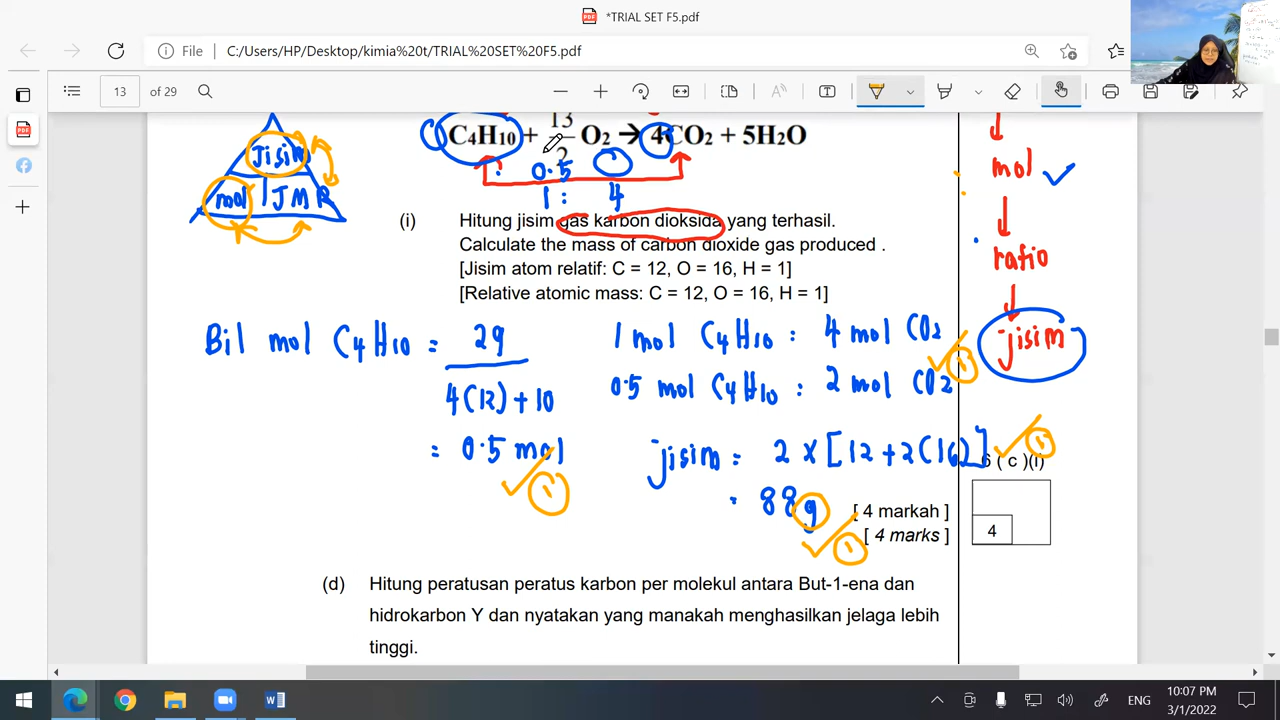 *TRIAL SET F5.pdf
File C:/Users/HP/Desktop/kimia%20t/TRIAL%20SET%20F5.pdf
13 of 29
C4H10 + 13/2 O2 → 4CO2 + 5H2O
Jisim
mol JMR
0.5
1 : 4
mol
ratio
jisim
(i) Hitung jisim gas karbon dioksida yang terhasil.
Calculate the mass of carbon dioxide gas produced .
[Jisim atom relatif: C = 12, O = 16, H = 1]
[Relative atomic mass: C = 12, O = 16, H = 1]
Bil mol C4H10 = 29
4(12) + 10
= 0.5 mol
1
1 mol C4H10 : 4 mol CO2
0.5 mol C4H10 : 2 mol CO2
1
jisim = 2 x [12 + 2(16)]
1
= 88g
1
6 ( c )(i)
[ 4 markah ]
[ 4 marks ]
4
(d) Hitung peratusan peratus karbon per molekul antara But-1-ena dan
hidrokarbon Y dan nyatakan yang manakah menghasilkan jelaga lebih
tinggi.
ENG
10:07 PM
3/1/2022